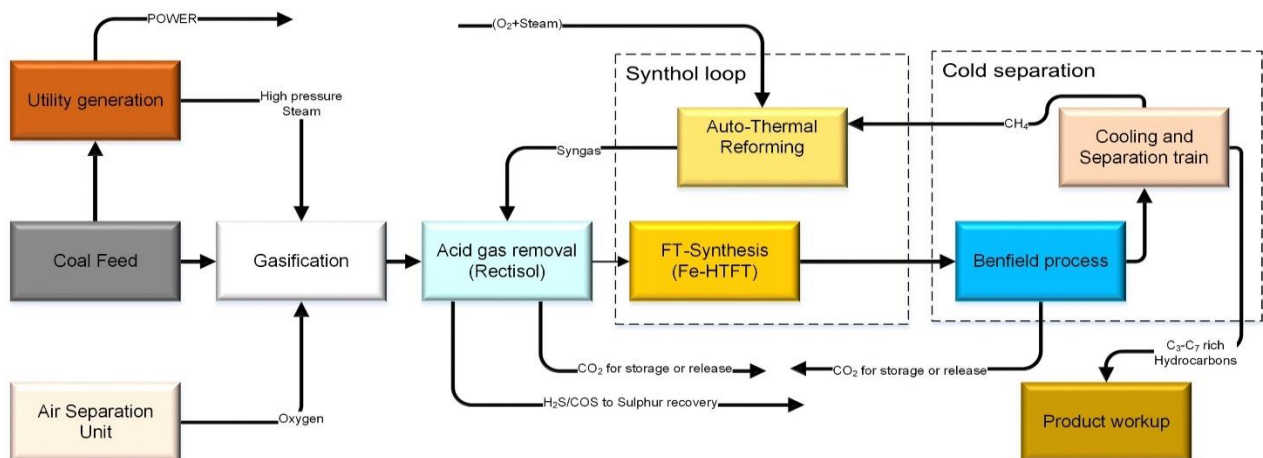 POWER
(O₂+Steam)
Synthol loop
Cold separation
Utility generation
High pressure
Steam
Auto-Thermal
Reforming
CH₄
Cooling and
Separation train
Syngas
Coal Feed
Gasification
Acid gas removal
(Rectisol)
FT-Synthesis
(Fe-HTFT)
Benfield process
C₃-C₇ rich
Hydrocarbons
CO₂ for storage or release
CO₂ for storage or release
H₂S/COS to Sulphur recovery
Air Separation
Unit
Oxygen
Product workup